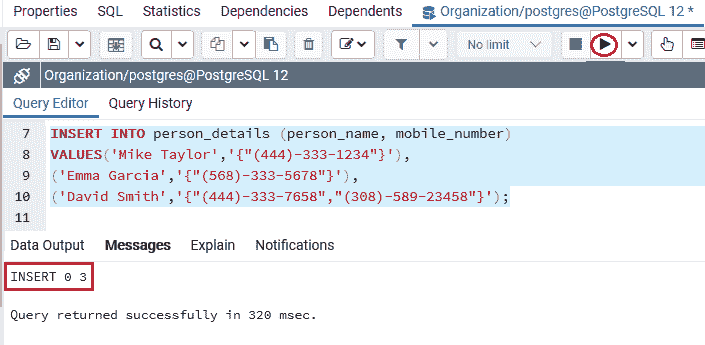 Properties SQL Statistics Dependencies Dependents Organization/postgres@PostgreSQL 12 *
No limit
Organization/postgres@PostgreSQL 12
Query Editor Query History
7 INSERT INTO person_details (person_name, mobile_number)
8 VALUES('Mike Taylor','{"(444)-333-1234"}'),
9 ('Emma Garcia','{"(568)-333-5678"}'),
10 ('David Smith','{"(444)-333-7658","(308)-589-23458"}');
11
Data Output Messages Explain Notifications
INSERT 0 3
Query returned successfully in 320 msec.